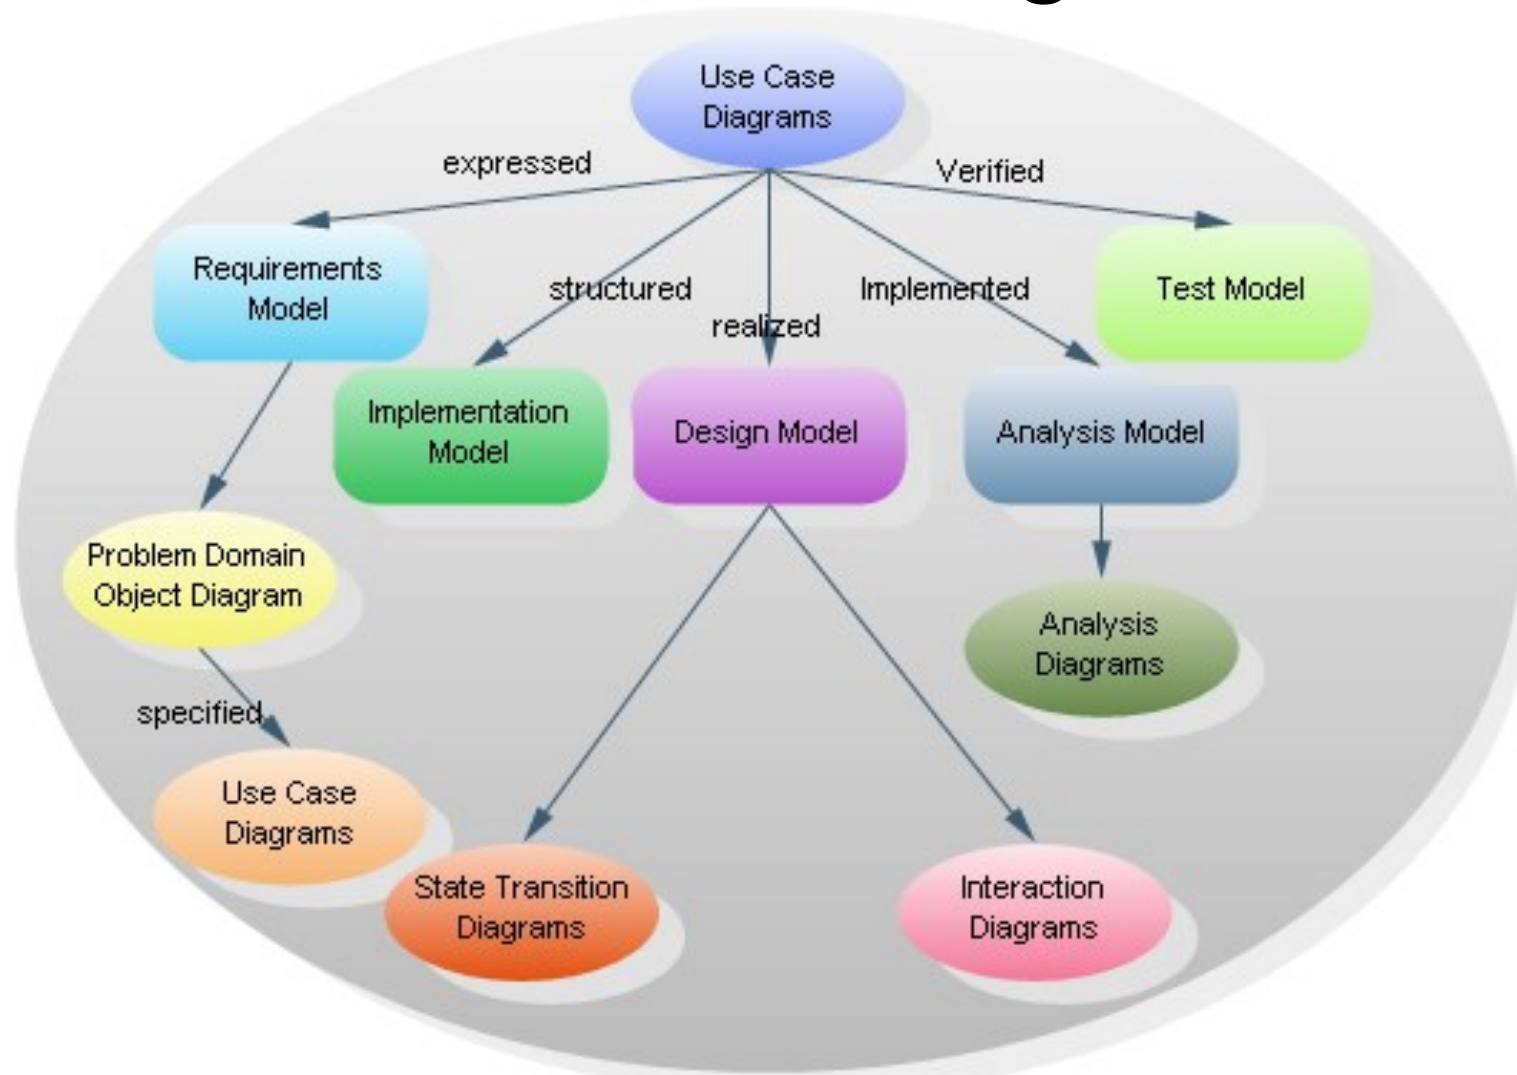 Use Case
Diagrams
expressed
Verified
Requirements
Model
structured
realized
Implemented
Test Model
Implementation
Model
Design Model
Analysis Model
Problem Domain
Object Diagram
Analysis
Diagrams
specified
Use Case
Diagrams
State Transition
Diagrams
Interaction
Diagrams